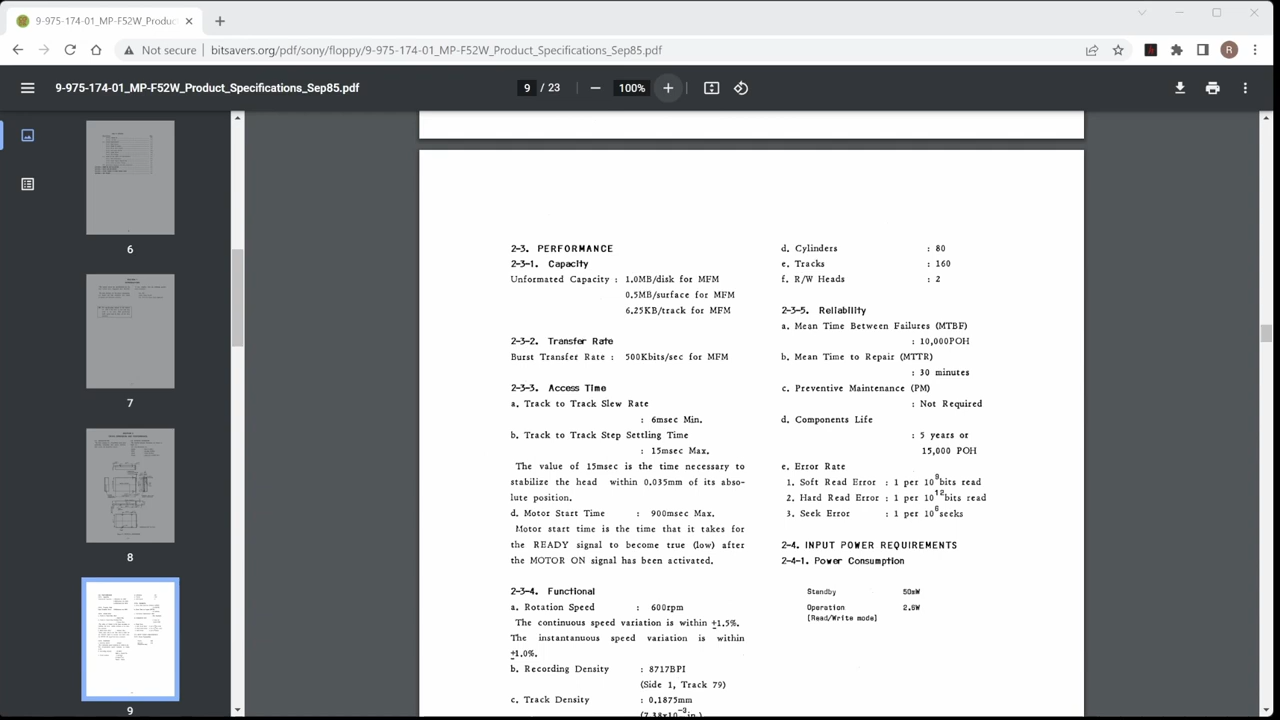 9-975-174-01_MP-F52W_Produc
Not secure
bitsavers.org/pdf/sony/floppy/9-975-174-01_MP-F52W_Product_Specifications_Sep85.pdf
R
9-975-174-01_MP-F52W_Product_Specifications_Sep85.pdf
9 / 23
100%
6
7
8
9
2-3. PERFORMANCE
2-3-1. Capacity
Unformated Capacity : 1.0MB/disk for MFM
0.5MB/surface for MFM
6.25KB/track for MFM
2-3-2. Transfer Rate
Burst Transfer Rate : 500Kbits/sec for MFM
2-3-3. Access Time
a. Track to Track Slew Rate
: 6msec Min.
b. Track to Track Step Settling Time
: 15msec Max.
The value of 15msec is the time necessary to
stabilize the head within 0.035mm of its abso-
lute position.
d. Motor Start Time : 900msec Max.
Motor start time is the time that it takes for
the READY signal to become true (low) after
the MOTOR ON signal has been activated.
2-3-4. Functional
a. Rotation Speed : 600rpm
The continuous speed variation is within ±1.5%.
The instantuous speed variation is within
±1.0%.
b. Recording Density : 8717BPI
(Side 1, Track 79)
c. Track Density : 0.1875mm
(7.38x10⁻³in.)
d. Cylinders : 80
e. Tracks : 160
f. R/W Heads : 2
2-3-5. Reliability
a. Mean Time Between Failures (MTBF)
: 10,000POH
b. Mean Time to Repair (MTTR)
: 30 minutes
c. Preventive Maintenance (PM)
: Not Required
d. Components Life
: 5 years or
15,000 POH
e. Error Rate
1. Soft Read Error : 1 per 10⁹bits read
2. Hard Read Error : 1 per 10¹²bits read
3. Seek Error : 1 per 10⁶seeks
2-4. INPUT POWER REQUIREMENTS
2-4-1. Power Consumption
Standby 50mW
Operation 2.6W
[Read/Write mode]